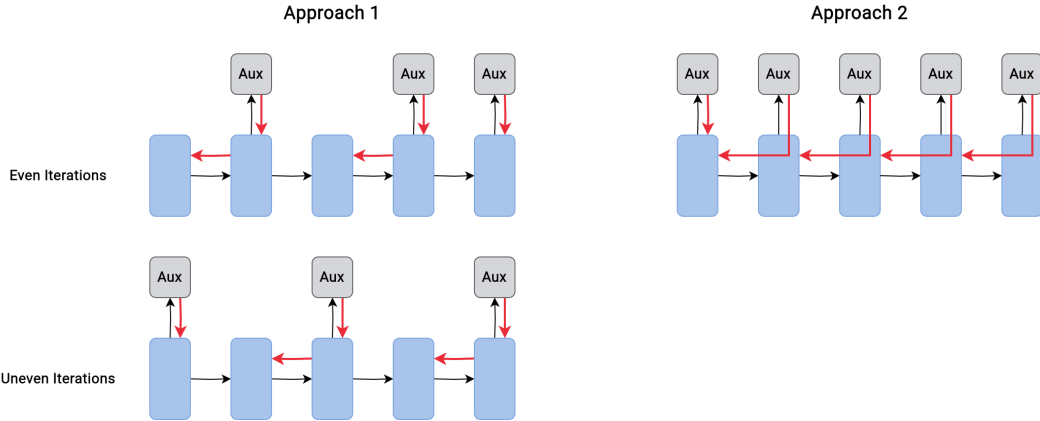 Approach 1
Approach 2
Aux
Aux
Aux
Aux
Aux
Aux
Aux
Aux
Even Iterations
Aux
Aux
Aux
Uneven Iterations